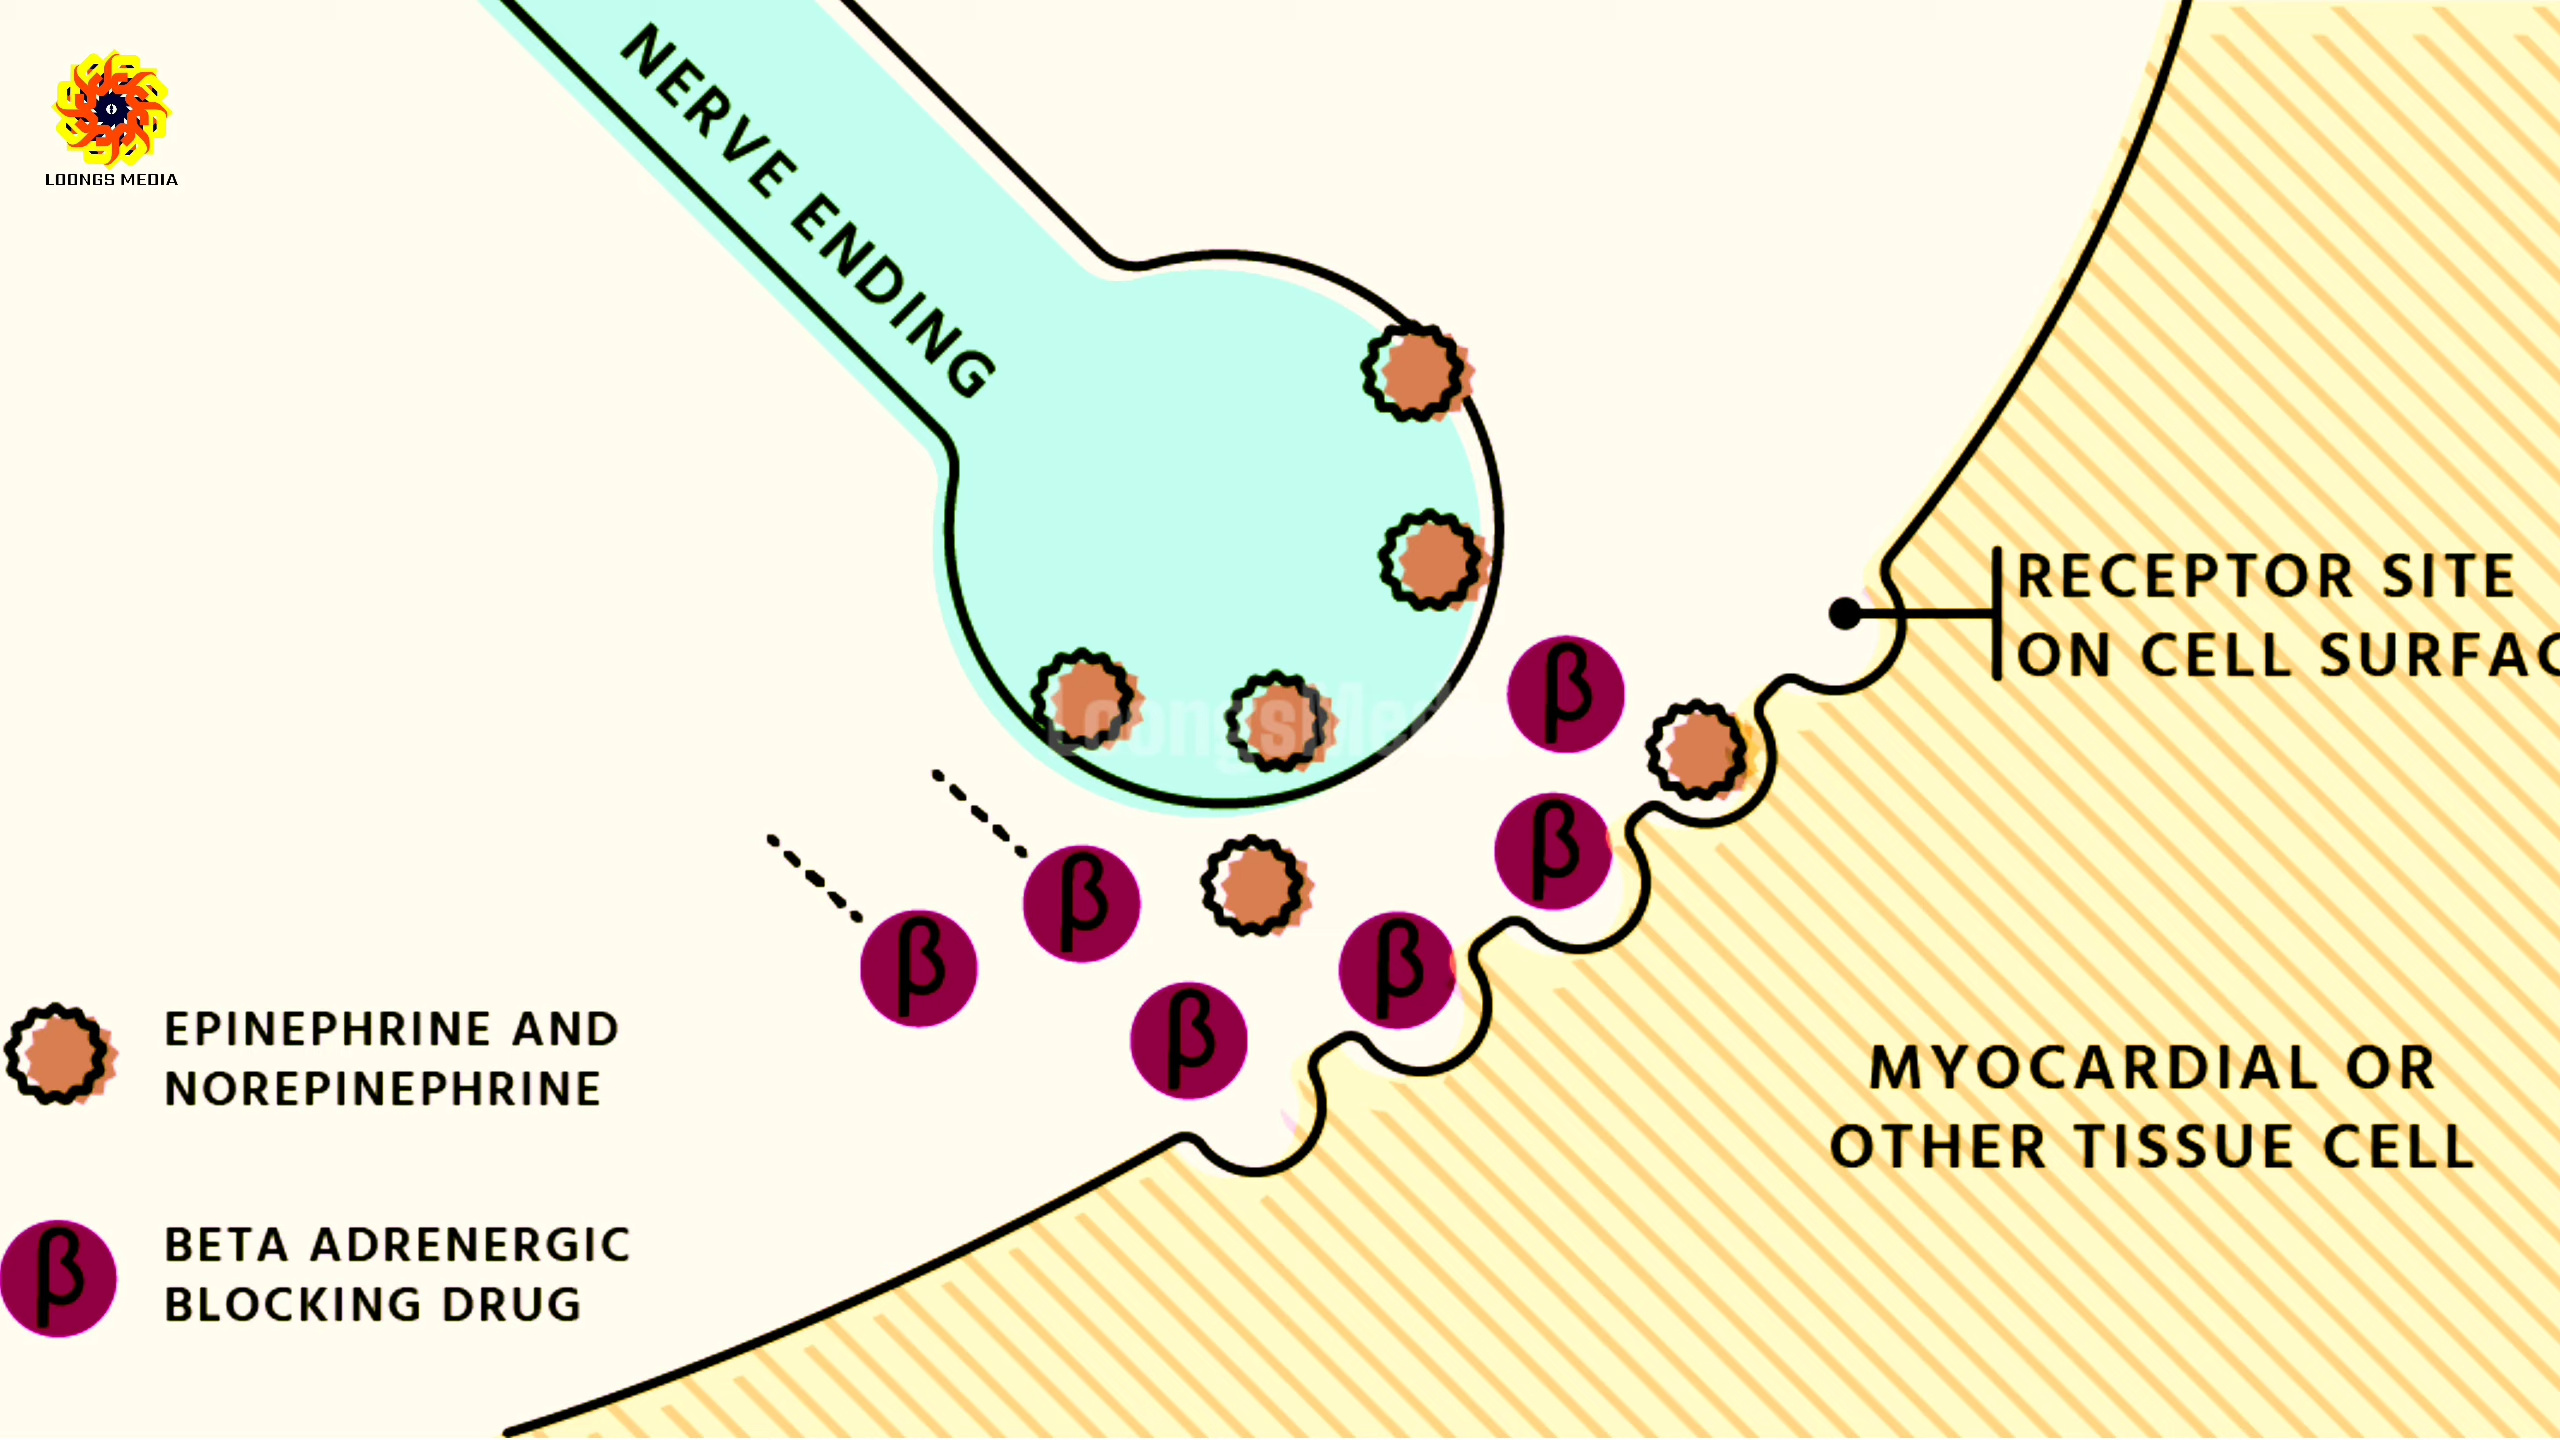 LOONGS MEDIA
NERVE ENDING
RECEPTOR SITE
ON CELL SURFAC
LoongsMed
β
β
β
β
β
β
EPINEPHRINE AND
NOREPINEPHRINE
MYOCARDIAL OR
OTHER TISSUE CELL
β
BETA ADRENERGIC
BLOCKING DRUG